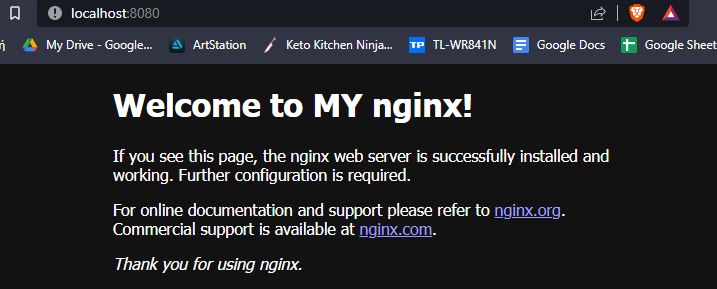 localhost:8080
ń My Drive - Google... ArtStation Keto Kitchen Ninja... TP TL-WR841N Google Docs Google Sheet
Welcome to MY nginx!
If you see this page, the nginx web server is successfully installed and
working. Further configuration is required.
For online documentation and support please refer to nginx.org.
Commercial support is available at nginx.com.
Thank you for using nginx.